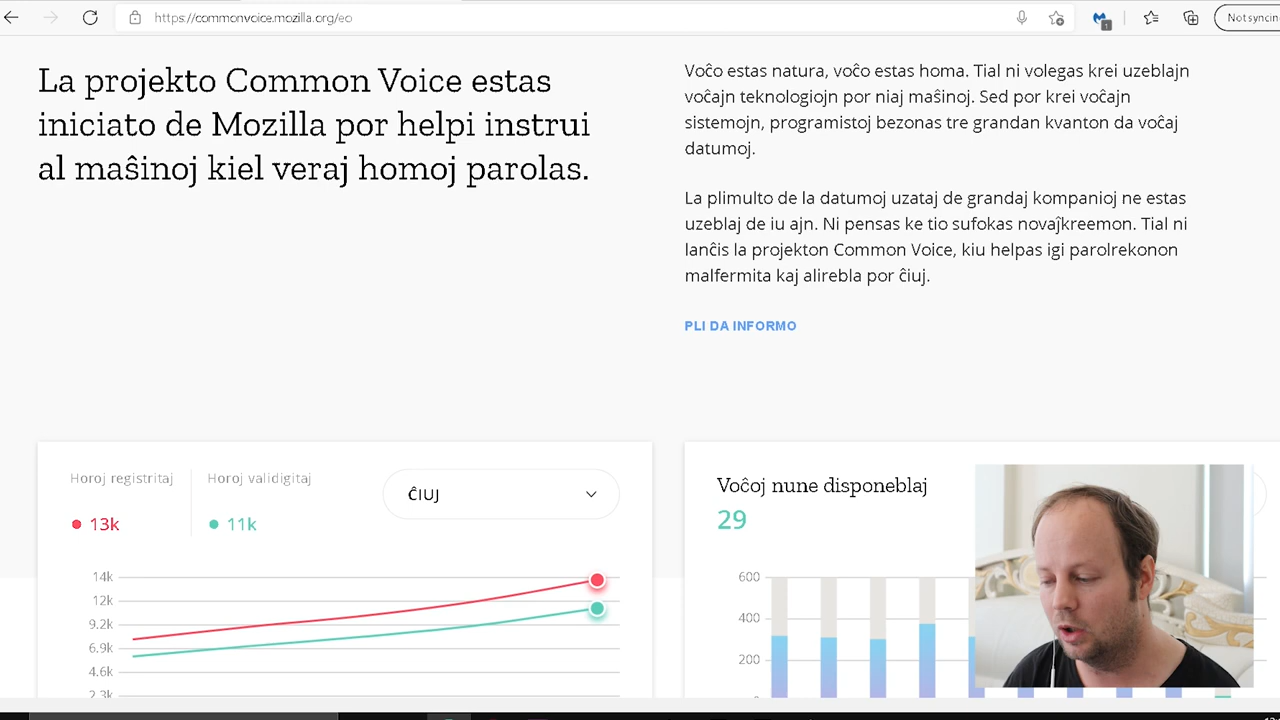 https://commonvoice.mozilla.org/eo
1
Not syncin
La projekto Common Voice estas
iniciato de Mozilla por helpi instrui
al maŝinoj kiel veraj homoj parolas.
Voĉo estas natura, voĉo estas homa. Tial ni volegas krei uzeblajn
voĉajn teknologiojn por niaj maŝinoj. Sed por krei voĉajn
sistemojn, programistoj bezonas tre grandan kvanton da voĉaj
datumoj.
La plimulto de la datumoj uzataj de grandaj kompanioj ne estas
uzeblaj de iu ajn. Ni pensas ke tio sufokas novaĵkreemon. Tial ni
lanĉis la projekton Common Voice, kiu helpas igi parolrekonon
malfermita kaj alirebla por ĉiuj.
PLI DA INFORMO
Horoj registritaj
Horoj validigitaj
ĈIUJ
13k
11k
14k
12k
9.2k
6.9k
4.6k
2.3k
Voĉoj nune disponeblaj
29
600
400
200